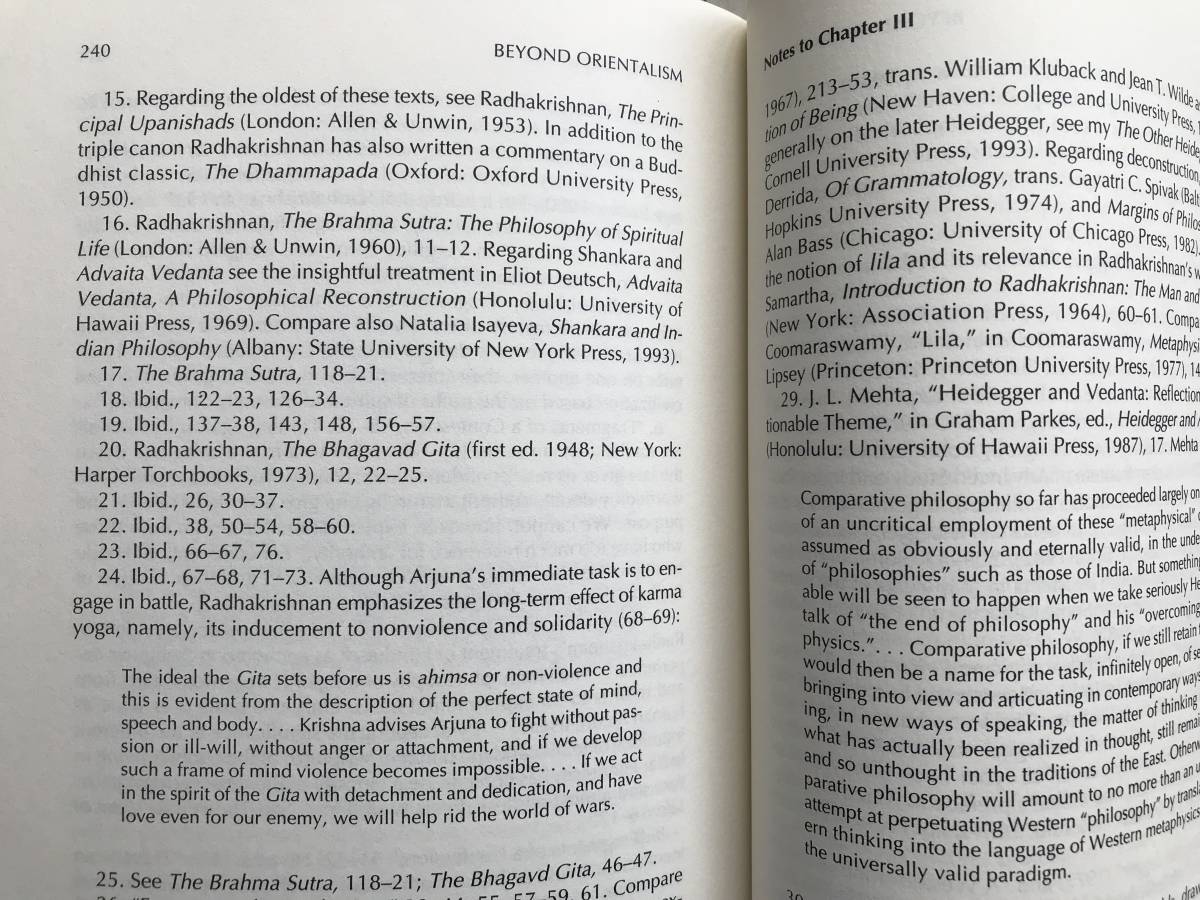 240
BEYOND ORIENTALISM
15. Regarding the oldest of these texts, see Radhakrishnan, The Prin-
cipal Upanishads (London: Allen & Unwin, 1953). In addition to the
triple canon Radhakrishnan has also written a commentary on a Bud-
dhist classic, The Dhammapada (Oxford: Oxford University Press,
1950).
16. Radhakrishnan, The Brahma Sutra: The Philosophy of Spiritual
Life (London: Allen & Unwin, 1960), 11–12. Regarding Shankara and
Advaita Vedanta see the insightful treatment in Eliot Deutsch, Advaita
Vedanta, A Philosophical Reconstruction (Honolulu: University of
Hawaii Press, 1969). Compare also Natalia Isayeva, Shankara and In-
dian Philosophy (Albany: State University of New York Press, 1993).
17. The Brahma Sutra, 118–21.
18. Ibid., 122–23, 126–34.
19. Ibid., 137–38, 143, 148, 156–57.
20. Radhakrishnan, The Bhagavad Gita (first ed. 1948; New York:
Harper Torchbooks, 1973), 12, 22–25.
21. Ibid., 26, 30–37.
22. Ibid., 38, 50–54, 58–60.
23. Ibid., 66–67, 76.
24. Ibid., 67–68, 71–73. Although Arjuna's immediate task is to en-
gage in battle, Radhakrishnan emphasizes the long-term effect of karma
yoga, namely, its inducement to nonviolence and solidarity (68–69):
The ideal the Gita sets before us is ahimsa or non-violence and
this is evident from the description of the perfect state of mind,
speech and body. . . . Krishna advises Arjuna to fight without pas-
sion or ill-will, without anger or attachment, and if we develop
such a frame of mind violence becomes impossible. . . . If we act
in the spirit of the Gita with detachment and dedication, and have
love even for our enemy, we will help rid the world of wars.
25. See The Brahma Sutra, 118–21; The Bhagavd Gita, 46–47.
55, 57, 59, 61. Compare
Notes to Chapter III
1967), 213–53, trans. William Kluback and Jean T. Wilde
tion of Being (New Haven: College and University Press,
generally on the later Heidegger, see my The Other Heide
Cornell University Press, 1993). Regarding deconstruction,
Derrida, Of Grammatology, trans. Gayatri C. Spivak (Balt
Hopkins University Press, 1974), and Margins of Philos
Alan Bass (Chicago: University of Chicago Press, 1982).
the notion of lila and its relevance in Radhakrishnan's w
Samartha, Introduction to Radhakrishnan: The Man and
(New York: Association Press, 1964), 60–61. Compa
Coomaraswamy, "Lila," in Coomaraswamy, Metaphysi
Lipsey (Princeton: Princeton University Press, 1977), 14
29. J. L. Mehta, "Heidegger and Vedanta: Reflection
tionable Theme," in Graham Parkes, ed., Heidegger and
(Honolulu: University of Hawaii Press, 1987), 17. Mehta
Comparative philosophy so far has proceeded largely on
of an uncritical employment of these "metaphysical"
assumed as obviously and eternally valid, in the unde
of "philosophies" such as those of India. But something
able will be seen to happen when we take seriously He
talk of "the end of philosophy" and his "overcoming
physics.". . . Comparative philosophy, if we still retain
would then be a name for the task, infinitely open, of se
bringing into view and articuating in contemporary ways
ing, in new ways of speaking, the matter of thinking
what has actually been realized in thought, still remai
and so unthought in the traditions of the East. Otherw
parative philosophy will amount to no more than an u
attempt at perpetuating Western "philosophy" by transla
ern thinking into the language of Western metaphysics
the universally valid paradigm.